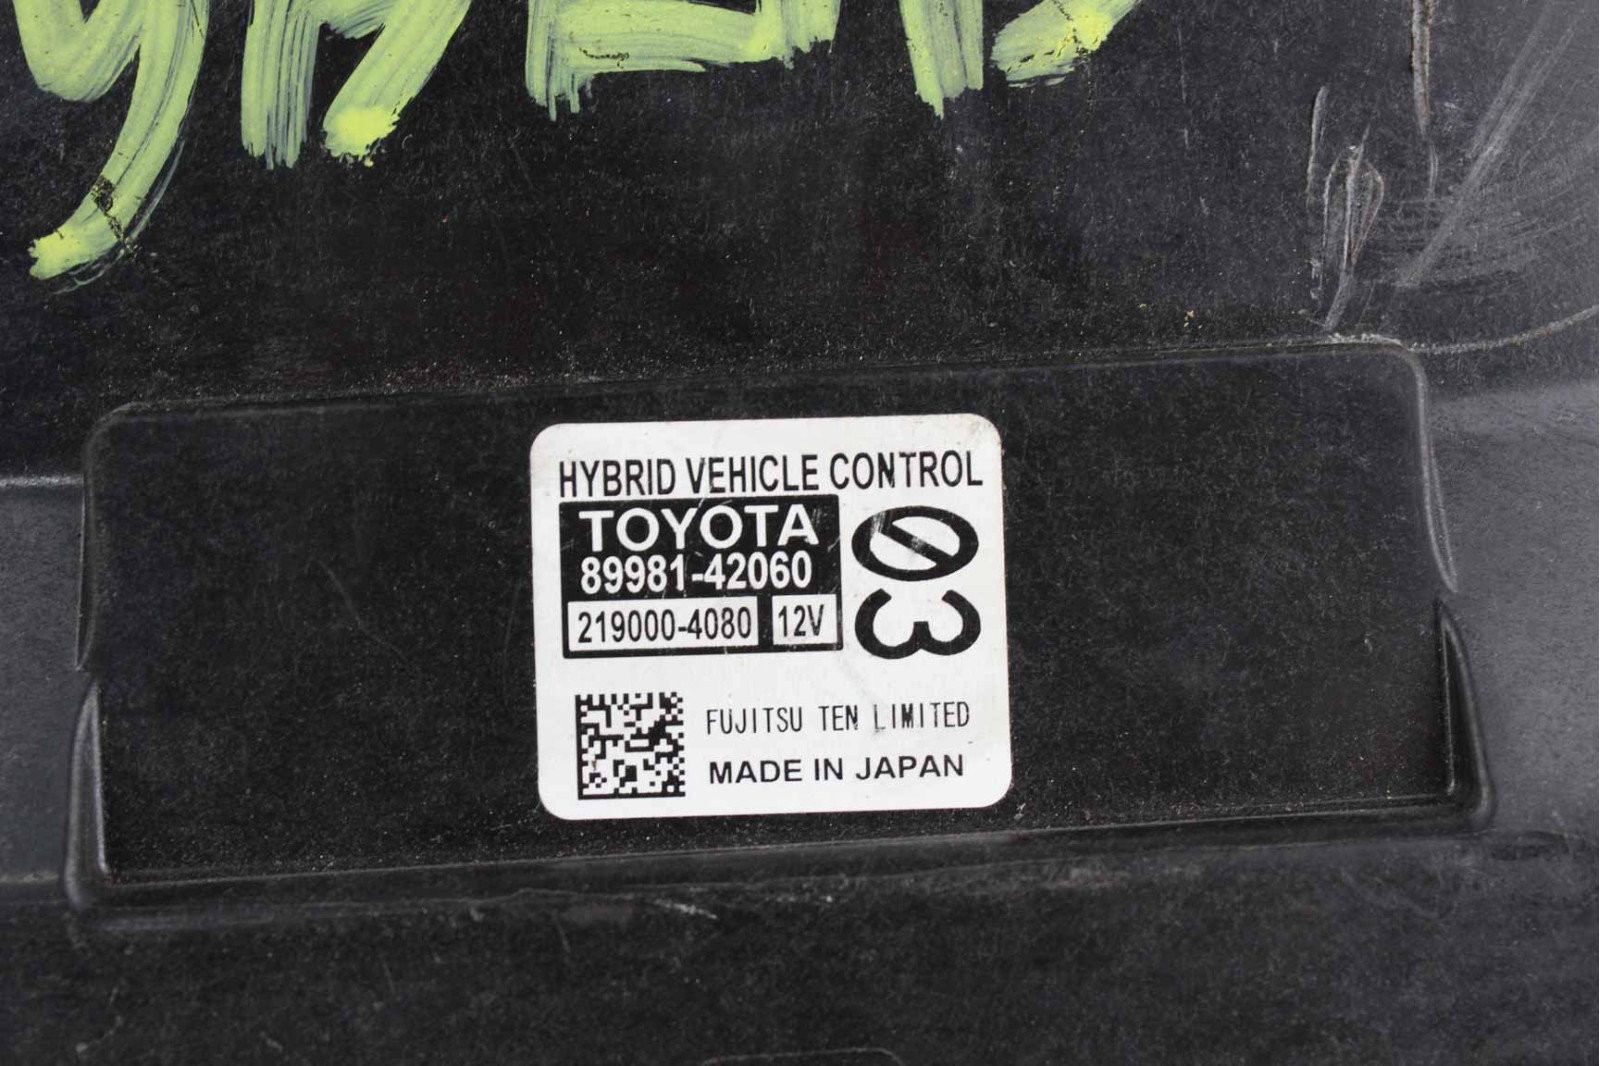 HYBRID VEHICLE CONTROL
TOYOTA
89981-42060
219000-4080 12V
03
FUJITSU TEN LIMITED
MADE IN JAPAN